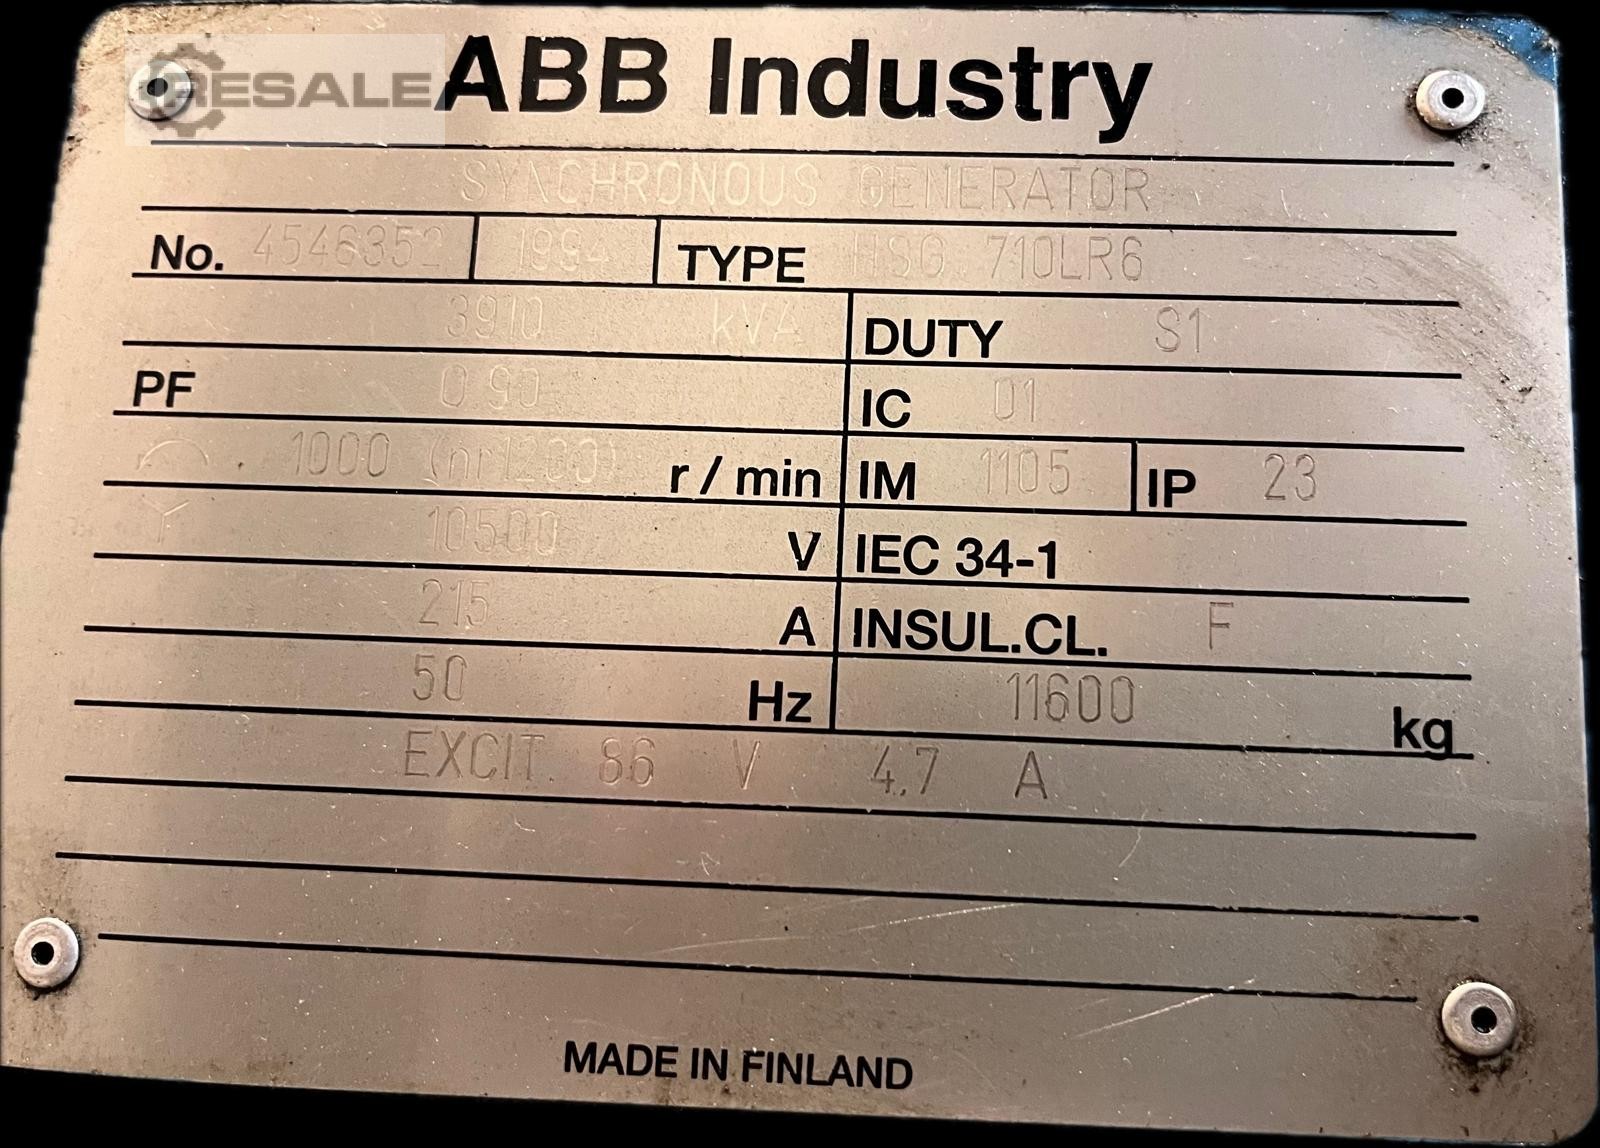 RESALE
ABB Industry
SYNCHRONOUS GENERATOR
No. 4546352 1994 TYPE HSG 710LR6
3910 kVA DUTY S1
PF 0.90 IC 01
1000 (nr1200) r / min IM 1105 IP 23
Y 10500 V IEC 34-1
215 A INSUL.CL. F
50 Hz 11600 kg
EXCIT. 86 V 4.7 A
MADE IN FINLAND